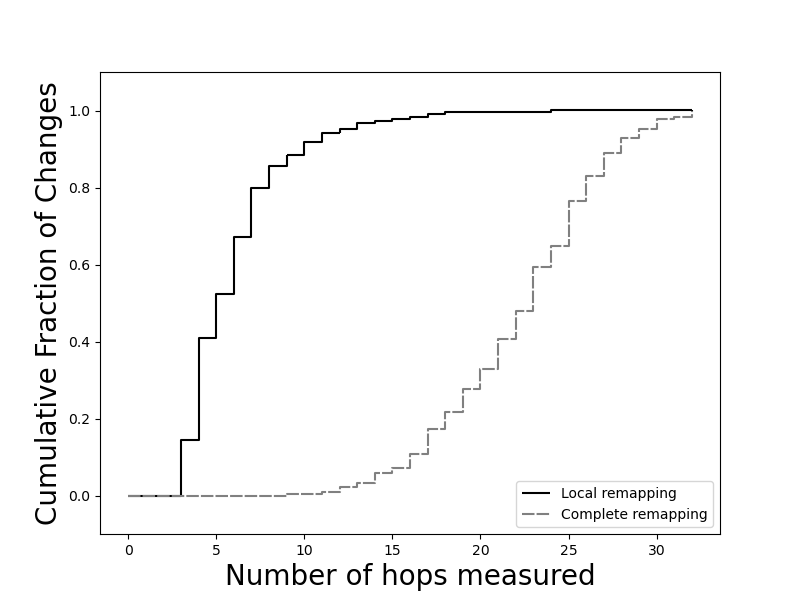 Cumulative Fraction of Changes
1.0
0.8
0.6
0.4
0.2
0.0
Local remapping
Complete remapping
0 5 10 15 20 25 30
Number of hops measured